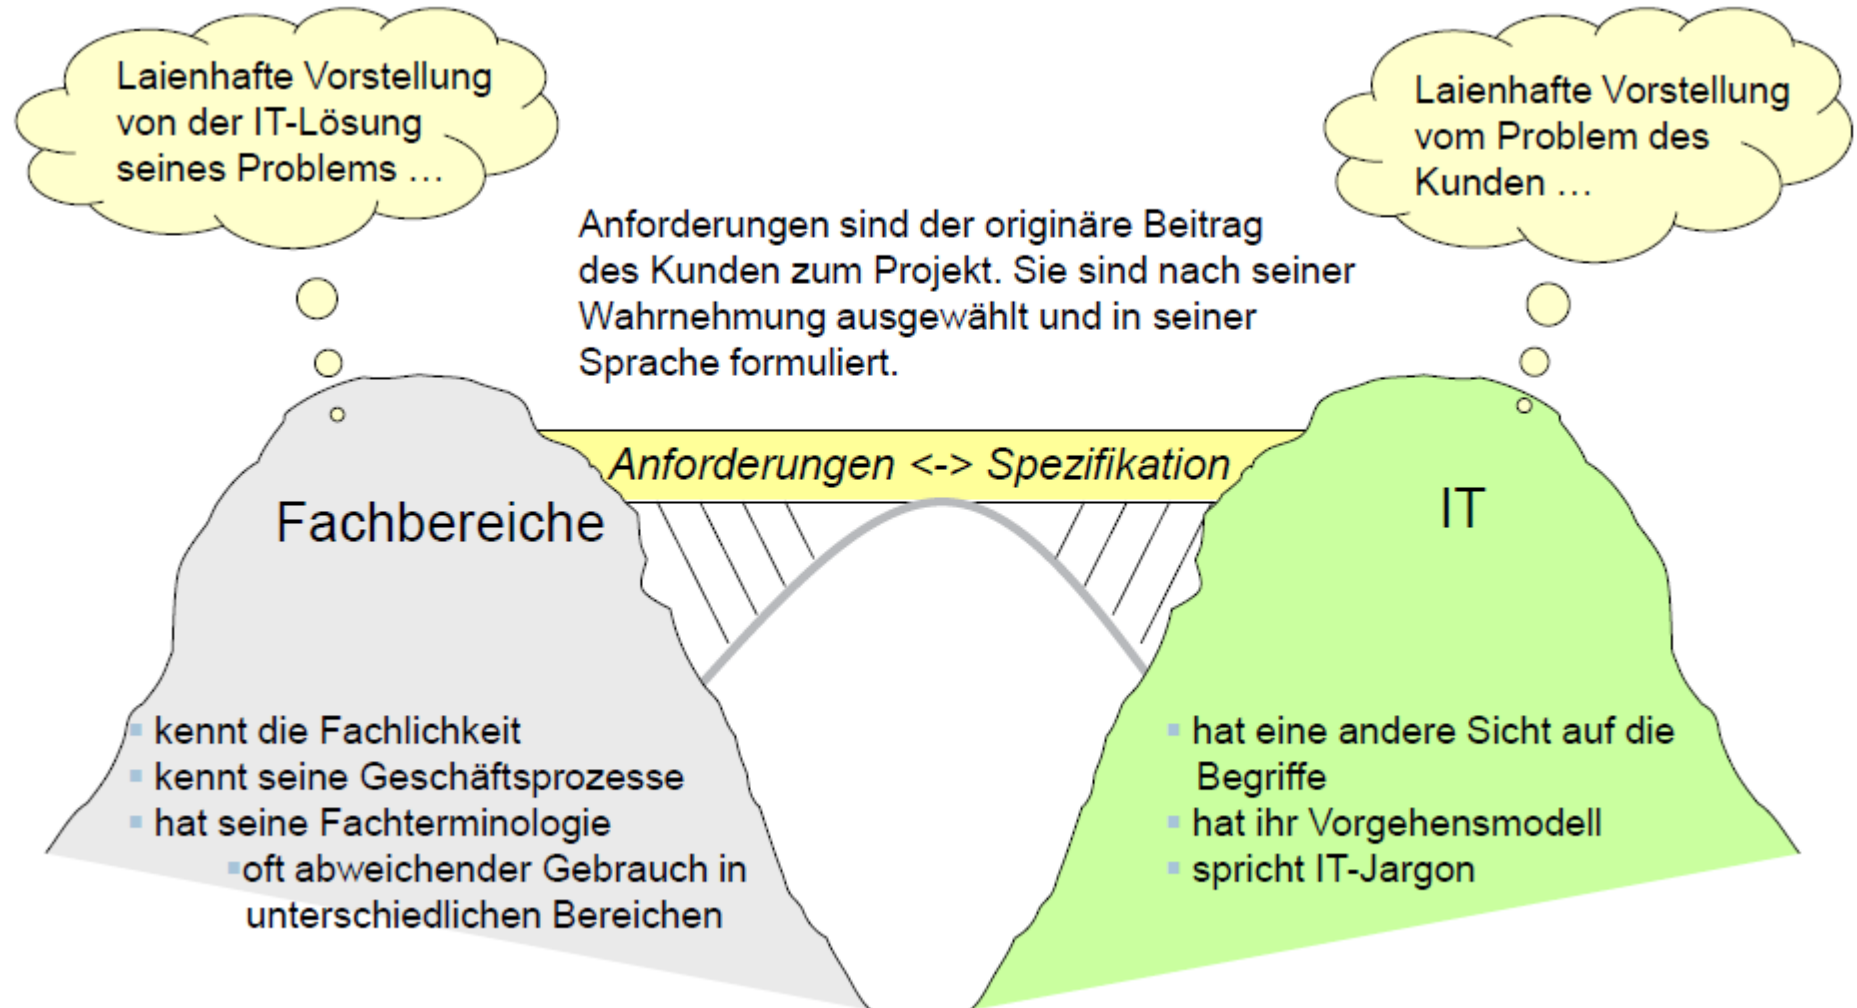 Laienhafte Vorstellung
von der IT-Lösung
seines Problems …
Laienhafte Vorstellung
vom Problem des
Kunden …
Anforderungen sind der originäre Beitrag
des Kunden zum Projekt. Sie sind nach seiner
Wahrnehmung ausgewählt und in seiner
Sprache formuliert.
Anforderungen <-> Spezifikation
Fachbereiche
IT
▪ kennt die Fachlichkeit
▪ kennt seine Geschäftsprozesse
▪ hat seine Fachterminologie
▪oft abweichender Gebrauch in
unterschiedlichen Bereichen
▪ hat eine andere Sicht auf die
Begriffe
▪ hat ihr Vorgehensmodell
▪ spricht IT-Jargon